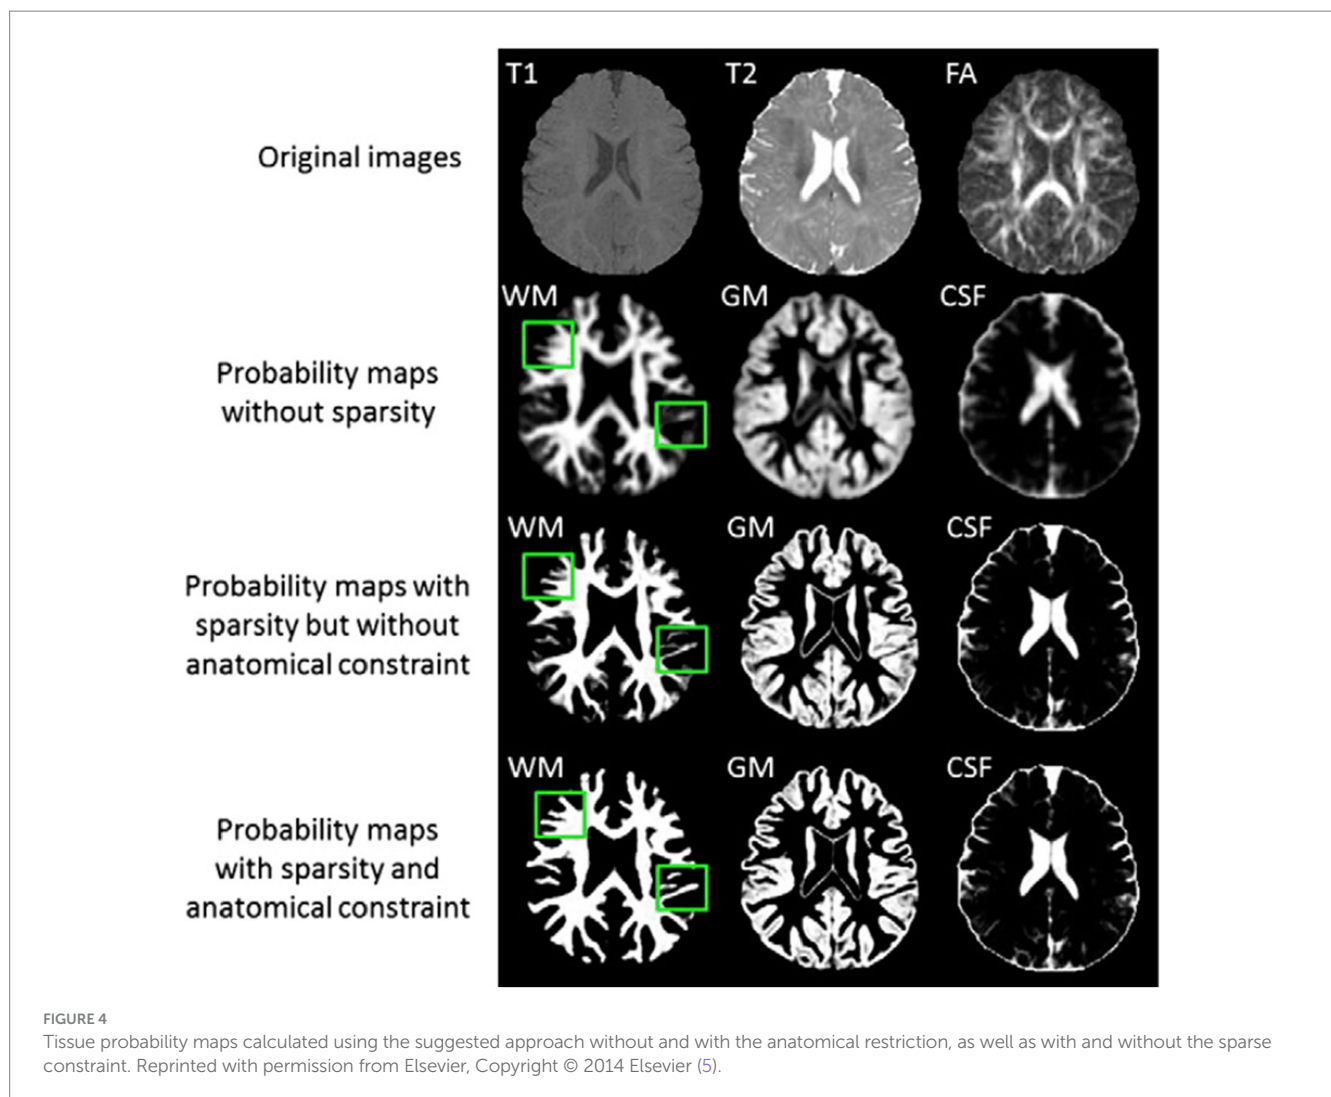 T1
T2
FA
Original images
WM
GM
CSF
Probability maps
without sparsity
WM
GM
CSF
Probability maps with
sparsity but without
anatomical constraint
WM
GM
CSF
Probability maps
with sparsity and
anatomical constraint
FIGURE 4
Tissue probability maps calculated using the suggested approach without and with the anatomical restriction, as well as with and without the sparse
constraint. Reprinted with permission from Elsevier, Copyright © 2014 Elsevier (5).